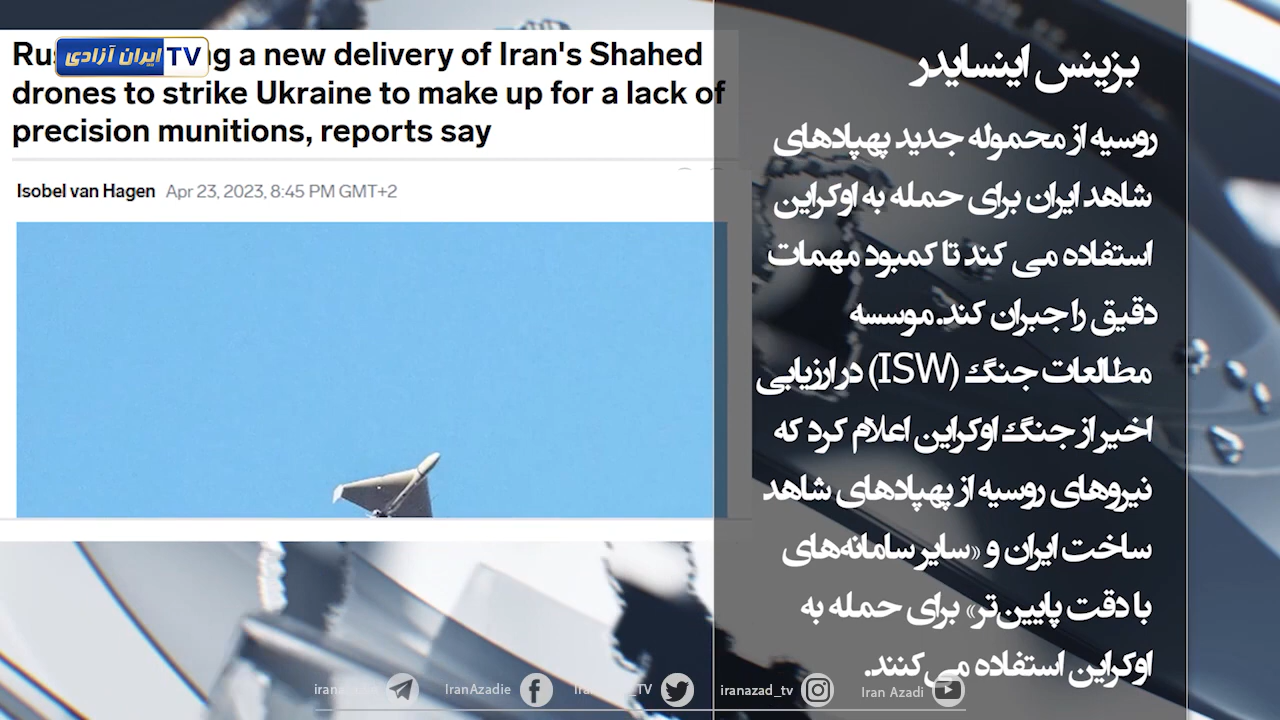 ایران آزادی TV
Rus g a new delivery of Iran's Shahed
drones to strike Ukraine to make up for a lack of
precision munitions, reports say
Isobel van Hagen Apr 23, 2023, 8:45 PM GMT+2
بزینس اینسایدر
روسیه از محموله جدید پهپادهای
شاهد ایران برای حمله به اوکراین
استفاده می کند تا کمبود مهمات
دقیق را جبران کند.موسسه
مطالعات جنگ (ISW) در ارزیابی
اخیر از جنگ اوکراین اعلام کرد که
نیروهای روسیه از پهپادهای شاهد
ساخت ایران و «سایر سامانه‌های
با دقت پایین‌تر» برای حمله به
اوکراین استفاده می‌کنند.
IranAzadie iranazad_tv Iran Azadi